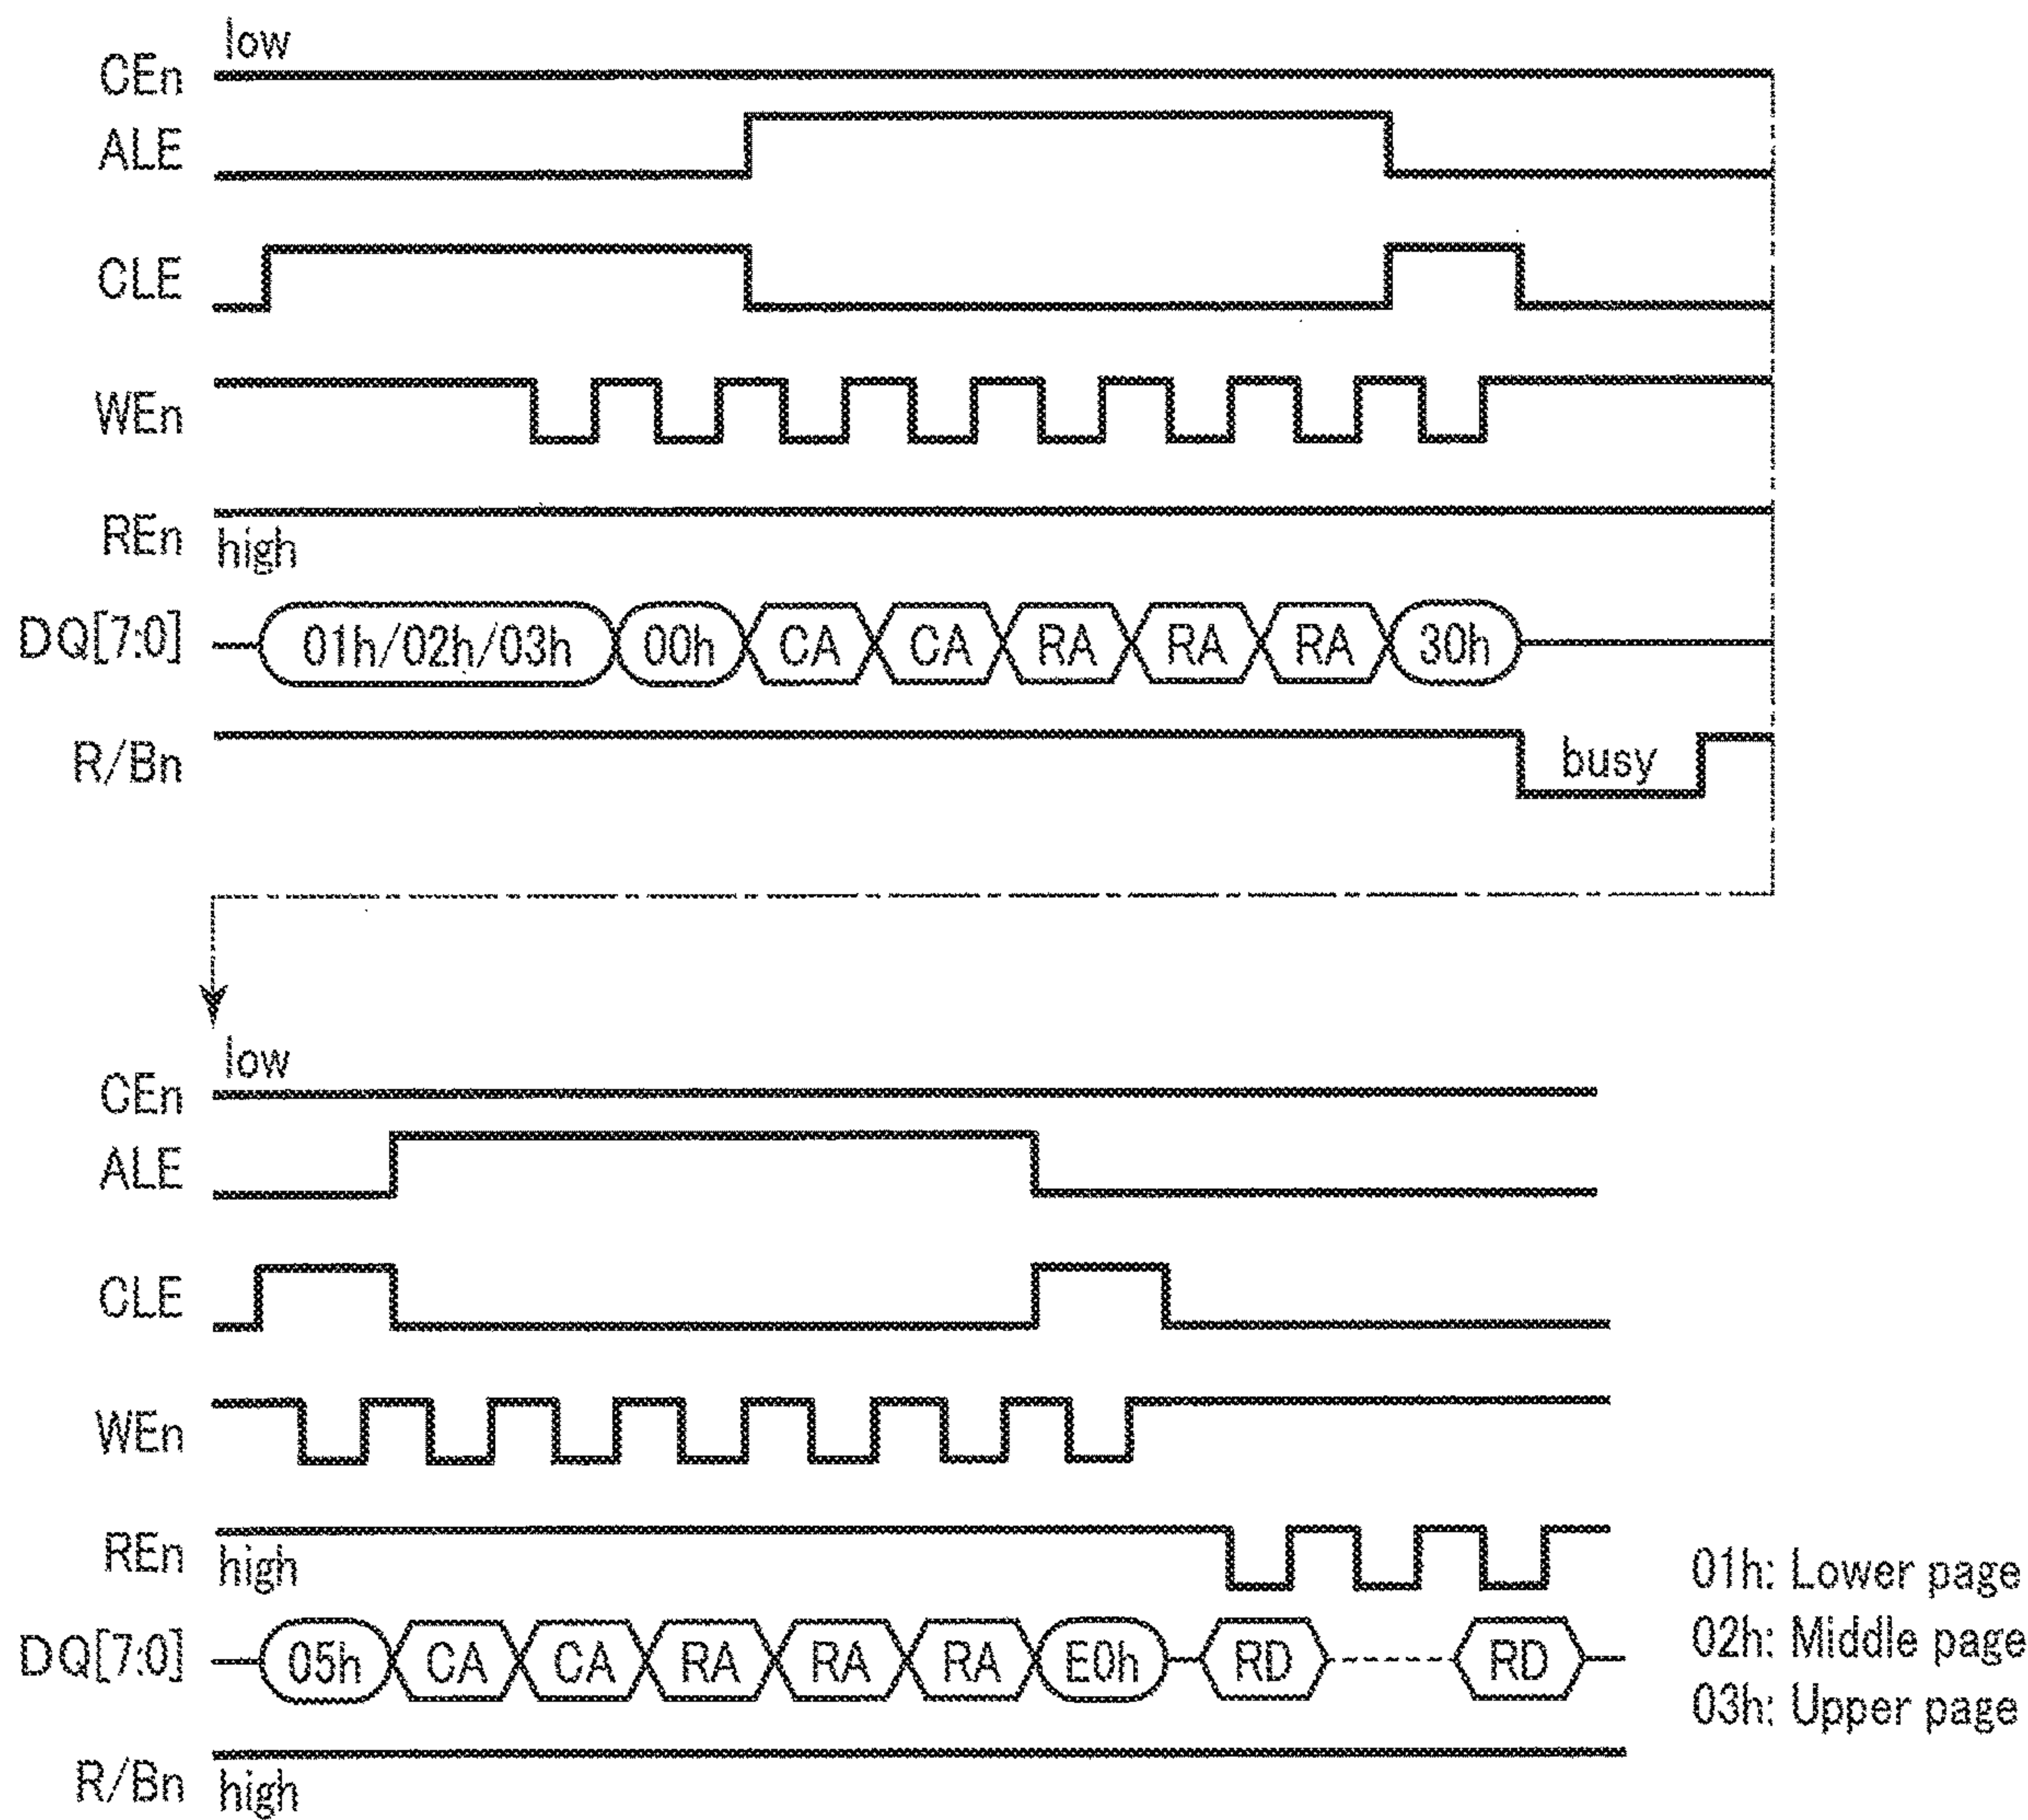 low
CEn
ALE
CLE
WEn
REn high
DQ[7:0] 01h/02h/03h 00h CA CA RA RA RA 30h
R/Bn busy
low
CEn
ALE
CLE
WEn
REn high
01h: Lower page
DQ[7:0] 05h CA CA RA RA RA E0h RD RD
02h: Middle page
03h: Upper page
R/Bn high